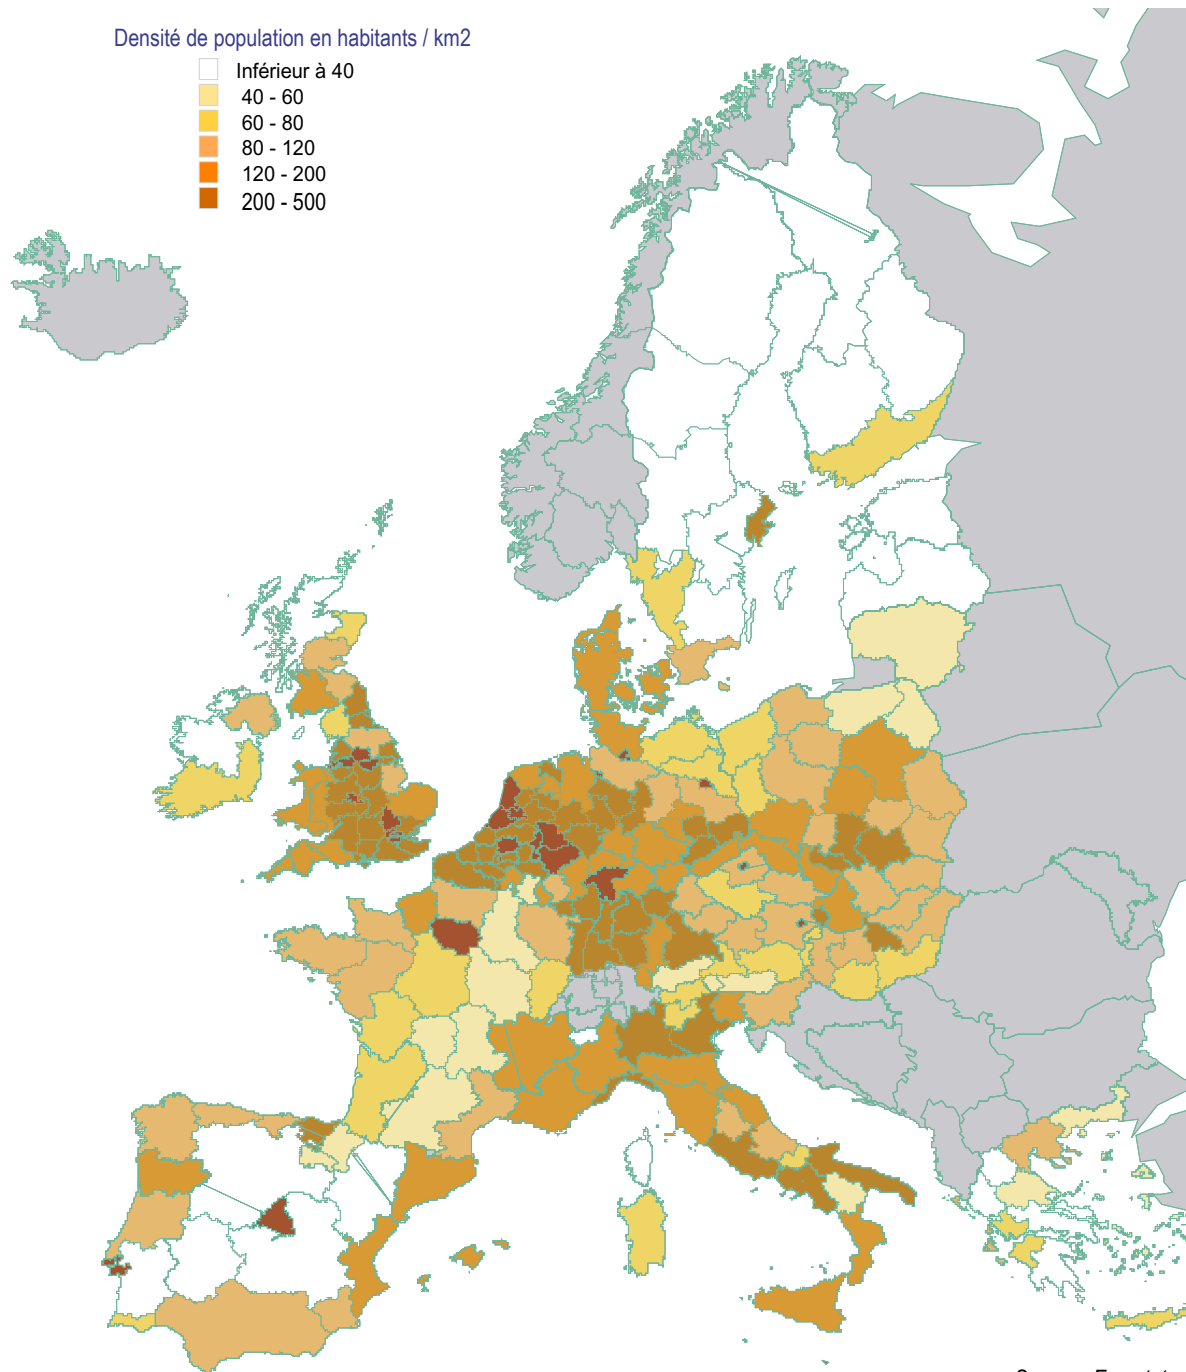 Densité de population en habitants / km2
Inférieur à 40
40 - 60
60 - 80
80 - 120
120 - 200
200 - 500